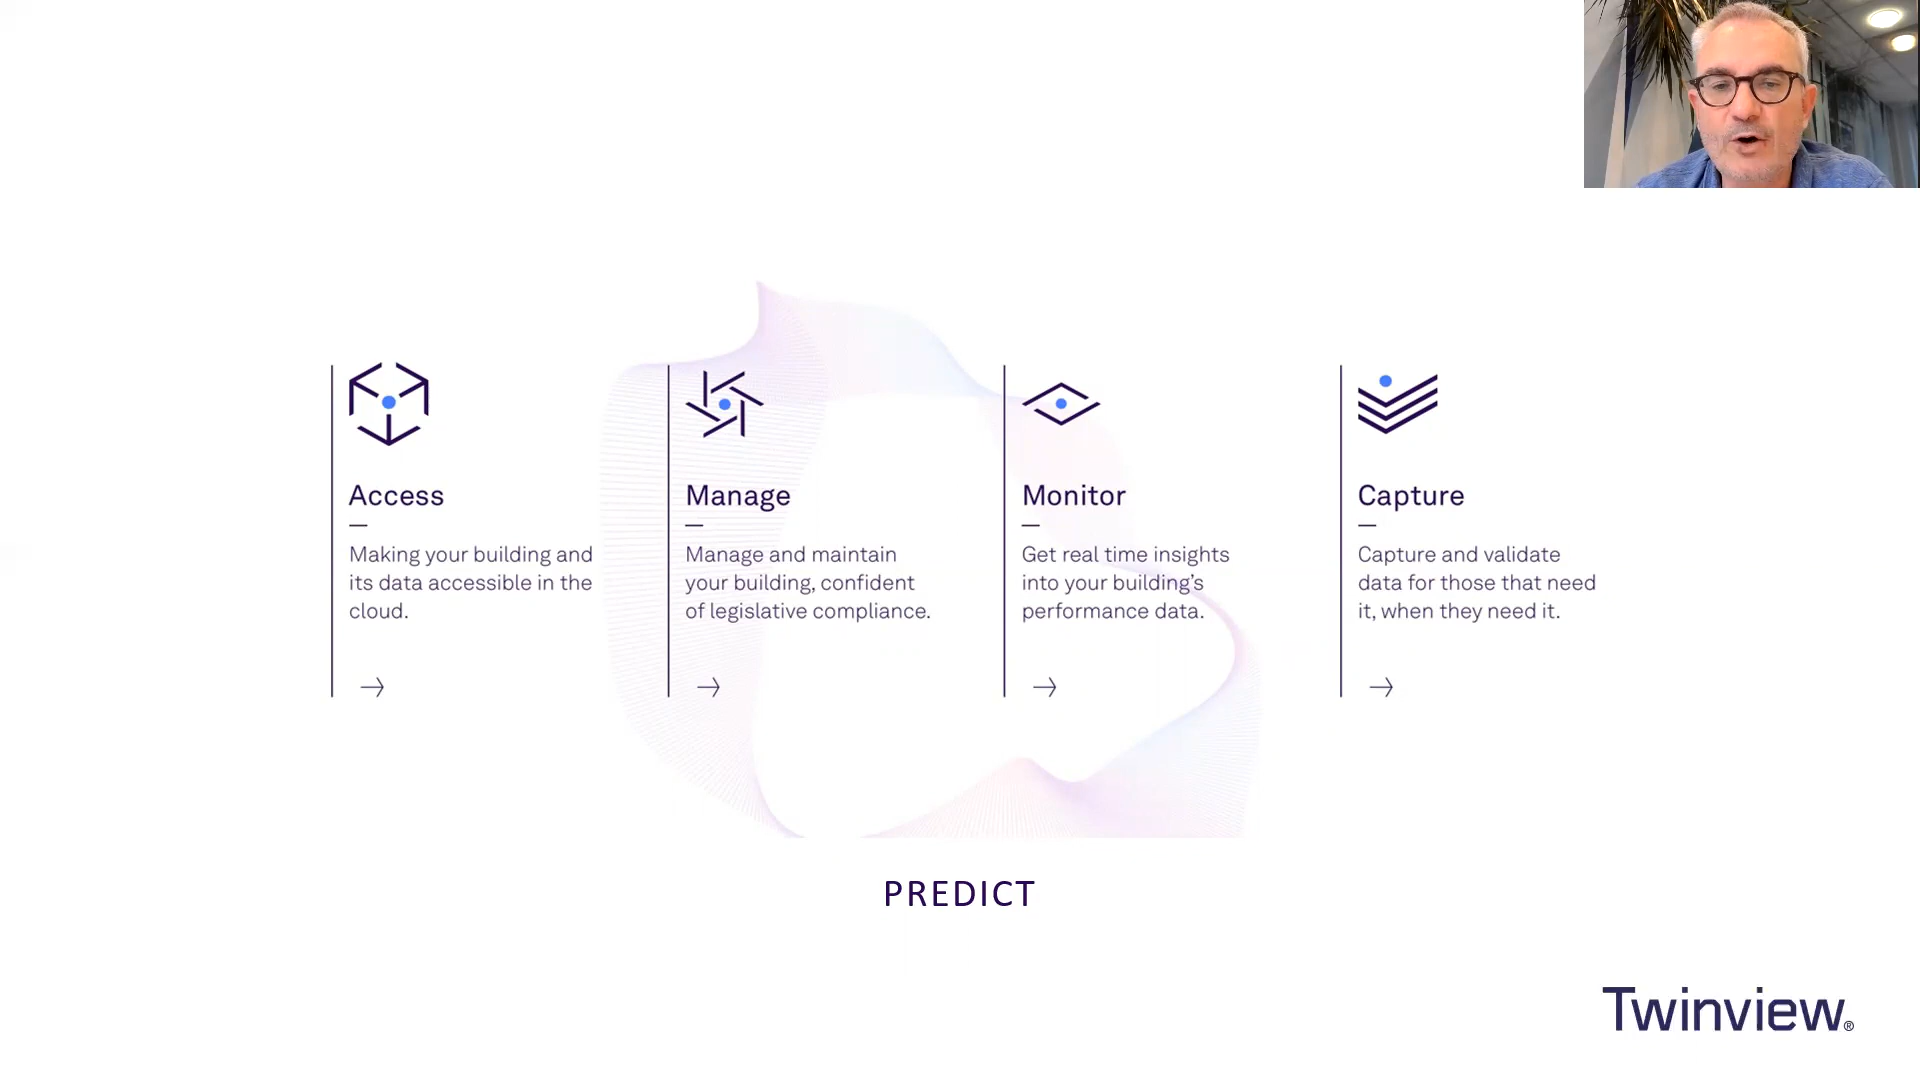 Access
Making your building and
its data accessible in the
cloud.
Manage
Manage and maintain
your building, confident
of legislative compliance.
Monitor
Get real time insights
into your building's
performance data.
Capture
Capture and validate
data for those that need
it, when they need it.
PREDICT
Twinview®